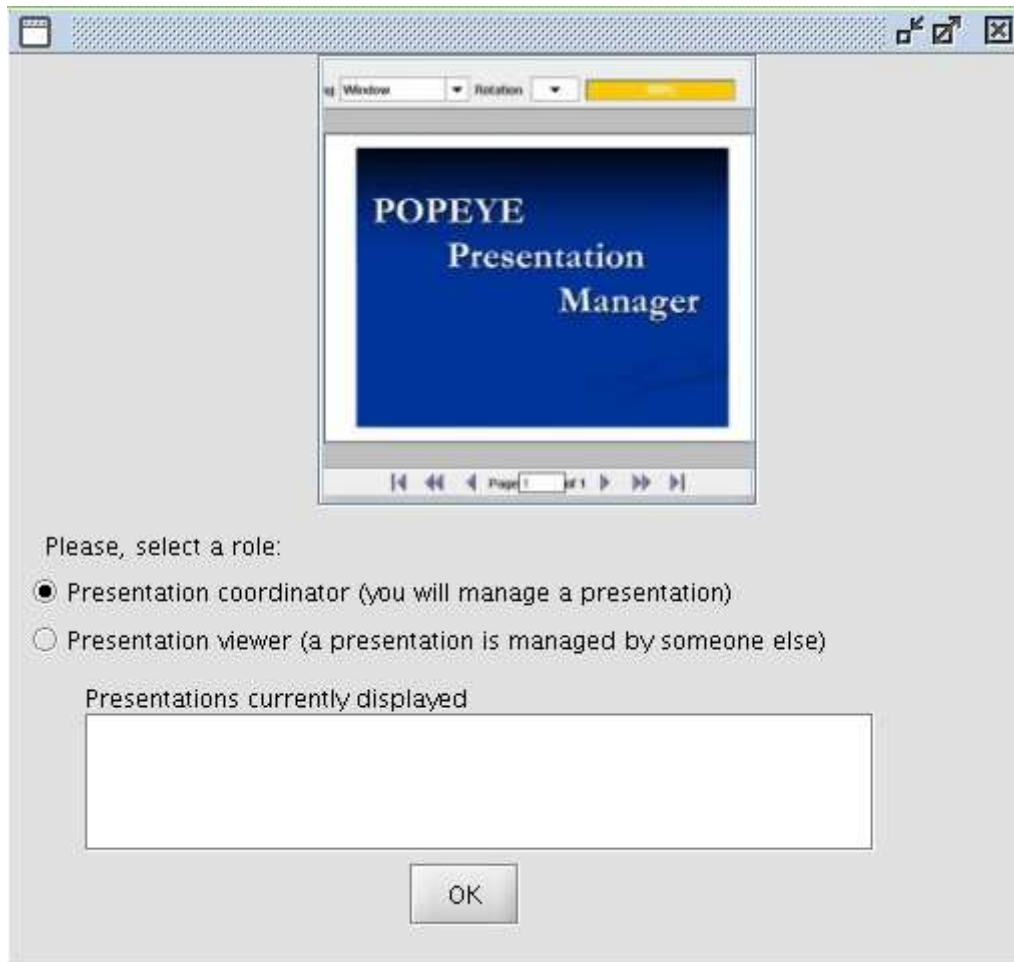 Window Rotation
POPEYE
Presentation
Manager
Page 1 of 1
Please, select a role:
Presentation coordinator (you will manage a presentation)
Presentation viewer (a presentation is managed by someone else)
Presentations currently displayed
OK